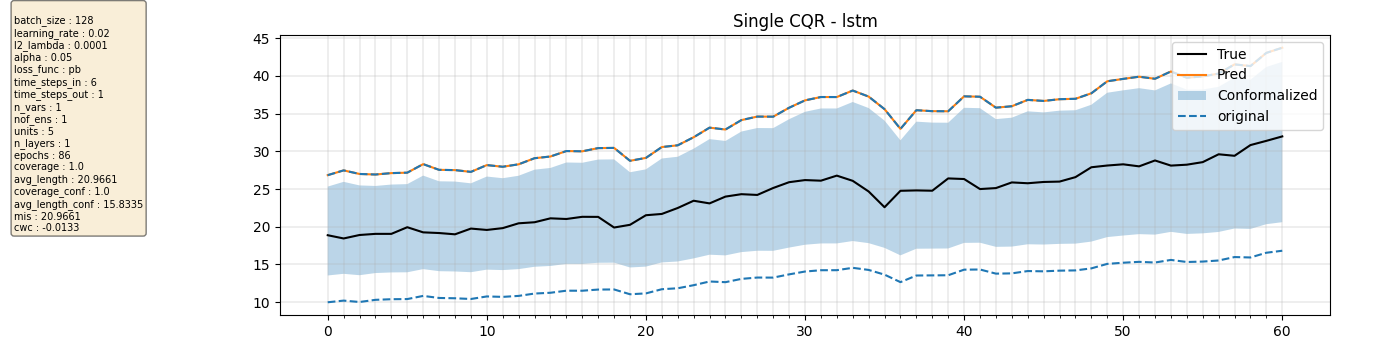 batch_size : 128
learning_rate : 0.02
l2_lambda : 0.0001
alpha : 0.05
loss_func : pb
time_steps_in : 6
time_steps_out : 1
n_vars : 1
nof_ens : 1
units : 5
n_layers : 1
epochs : 86
coverage : 1.0
avg_length : 20.9661
coverage_conf : 1.0
avg_length_conf : 15.8335
mis : 20.9661
cwc : -0.0133
Single CQR - lstm
45
40
35
30
25
20
15
10
True
Pred
Conformalized
original
0 10 20 30 40 50 60